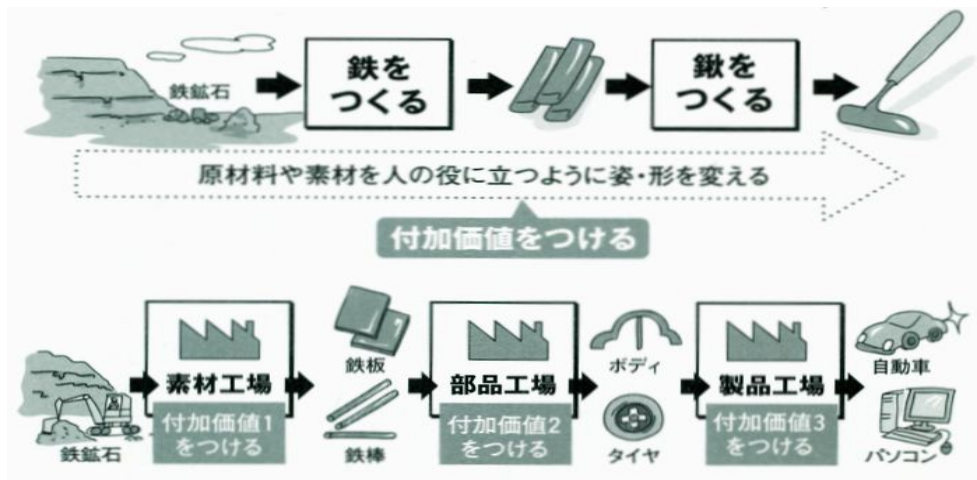 鉄鉱石
鉄を
つくる
鍬を
つくる
原材料や素材を人の役に立つように姿・形を変える
付加価値をつける
鉄鉱石
素材工場
付加価値1
をつける
鉄板
鉄棒
部品工場
付加価値2
をつける
ボディ
タイヤ
製品工場
付加価値3
をつける
自動車
パソコン